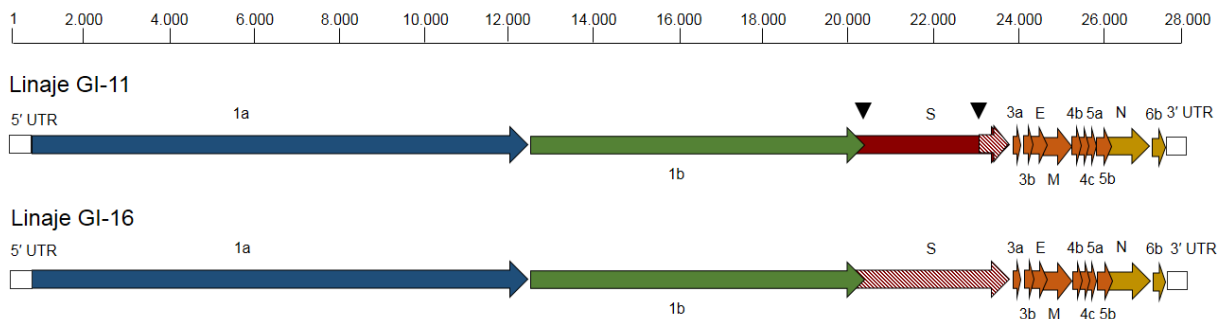 1 2.000 4.000 6.000 8.000 10.000 12.000 14.000 16.000 18.000 20.000 22.000 24.000 26.000 28.000
Linaje GI-11
5' UTR 1a S 3a E 4b 5a N 6b 3' UTR
1b 3b M 4c 5b
Linaje GI-16
5' UTR 1a S 3a E 4b 5a N 6b 3' UTR
1b 3b M 4c 5b